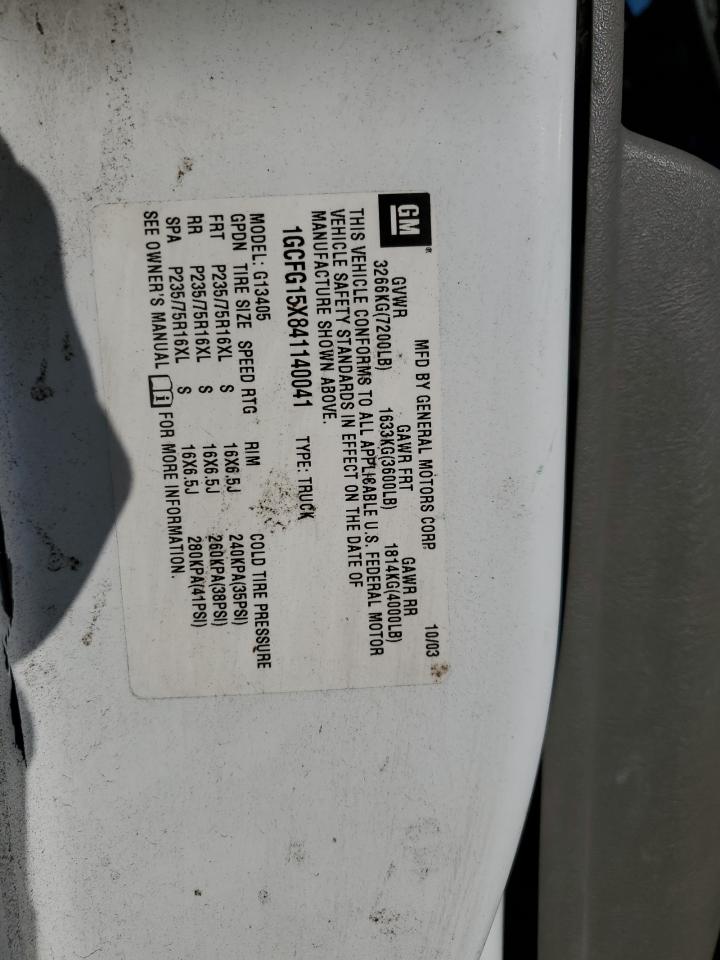 GM
MFD BY GENERAL MOTORS CORP 10/03
GVWR GAWR FRT GAWR RR
3266KG(7200LB) 1633KG(3600LB) 1814KG(4000LB)
THIS VEHICLE CONFORMS TO ALL APPLICABLE U.S. FEDERAL MOTOR
VEHICLE SAFETY STANDARDS IN EFFECT ON THE DATE OF
MANUFACTURE SHOWN ABOVE.
1GCFG15X841140041 TYPE: TRUCK
MODEL: G13405
GPDN TIRE SIZE SPEED RTG RIM COLD TIRE PRESSURE
FRT P235/75R16XL S 16X6.5J 240KPA(35PSI)
RR P235/75R16XL S 16X6.5J 260KPA(38PSI)
SPA P235/75R16XL S 16X6.5J 280KPA(41PSI)
SEE OWNER'S MANUAL FOR MORE INFORMATION.